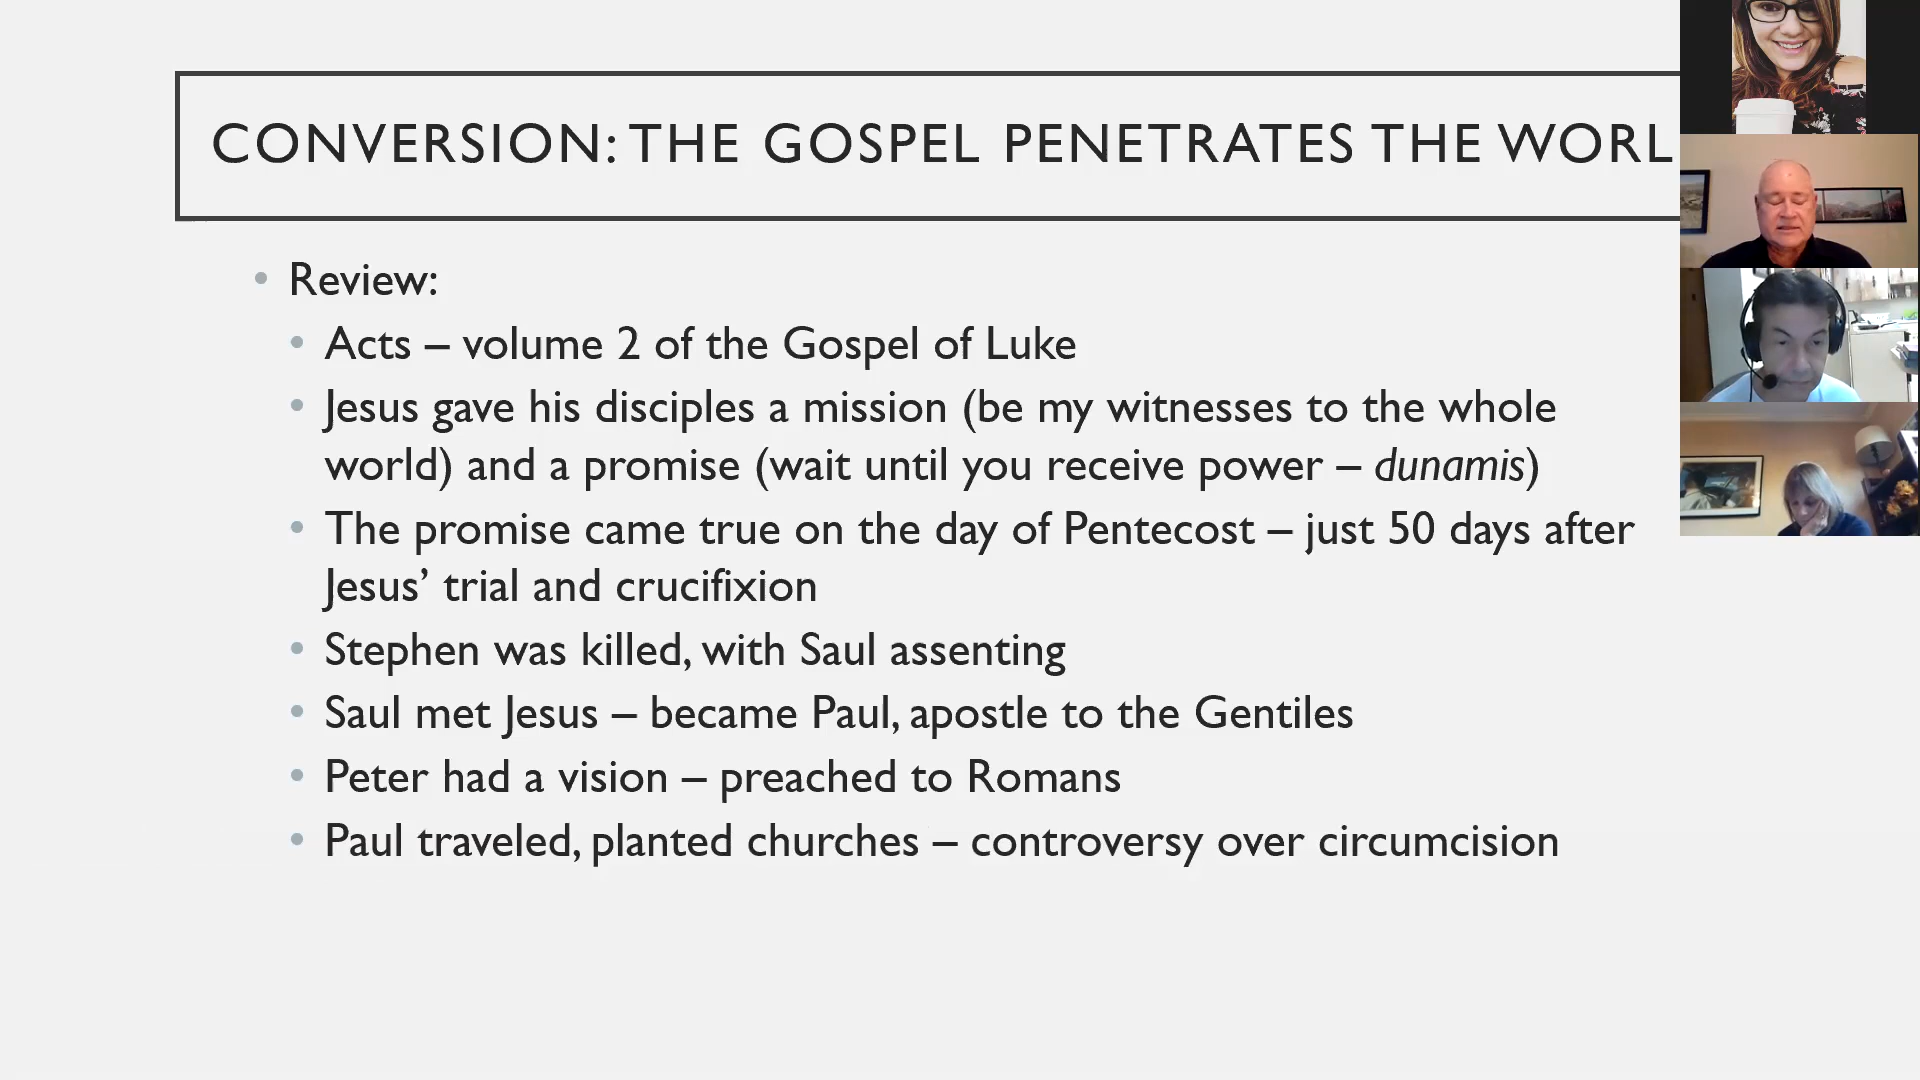 CONVERSION: THE GOSPEL PENETRATES THE WORL
• Review:
• Acts – volume 2 of the Gospel of Luke
• Jesus gave his disciples a mission (be my witnesses to the whole
world) and a promise (wait until you receive power – dunamis)
• The promise came true on the day of Pentecost – just 50 days after
Jesus’ trial and crucifixion
• Stephen was killed, with Saul assenting
• Saul met Jesus – became Paul, apostle to the Gentiles
• Peter had a vision – preached to Romans
• Paul traveled, planted churches – controversy over circumcision